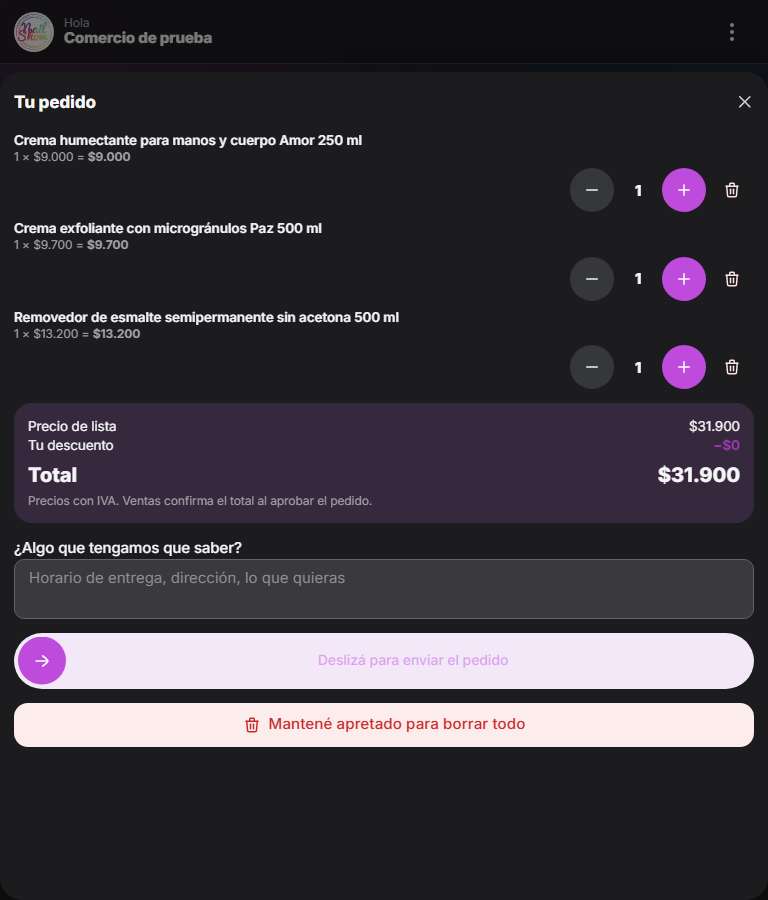 Hola
Comercio de prueba
Tu pedido
Crema humectante para manos y cuerpo Amor 250 ml
1 × $9.000 = $9.000
1
Crema exfoliante con microgránulos Paz 500 ml
1 × $9.700 = $9.700
1
Removedor de esmalte semipermanente sin acetona 500 ml
1 × $13.200 = $13.200
1
Precio de lista $31.900
Tu descuento −$0
Total $31.900
Precios con IVA. Ventas confirma el total al aprobar el pedido.
¿Algo que tengamos que saber?
Horario de entrega, dirección, lo que quieras
Deslizá para enviar el pedido
Mantené apretado para borrar todo